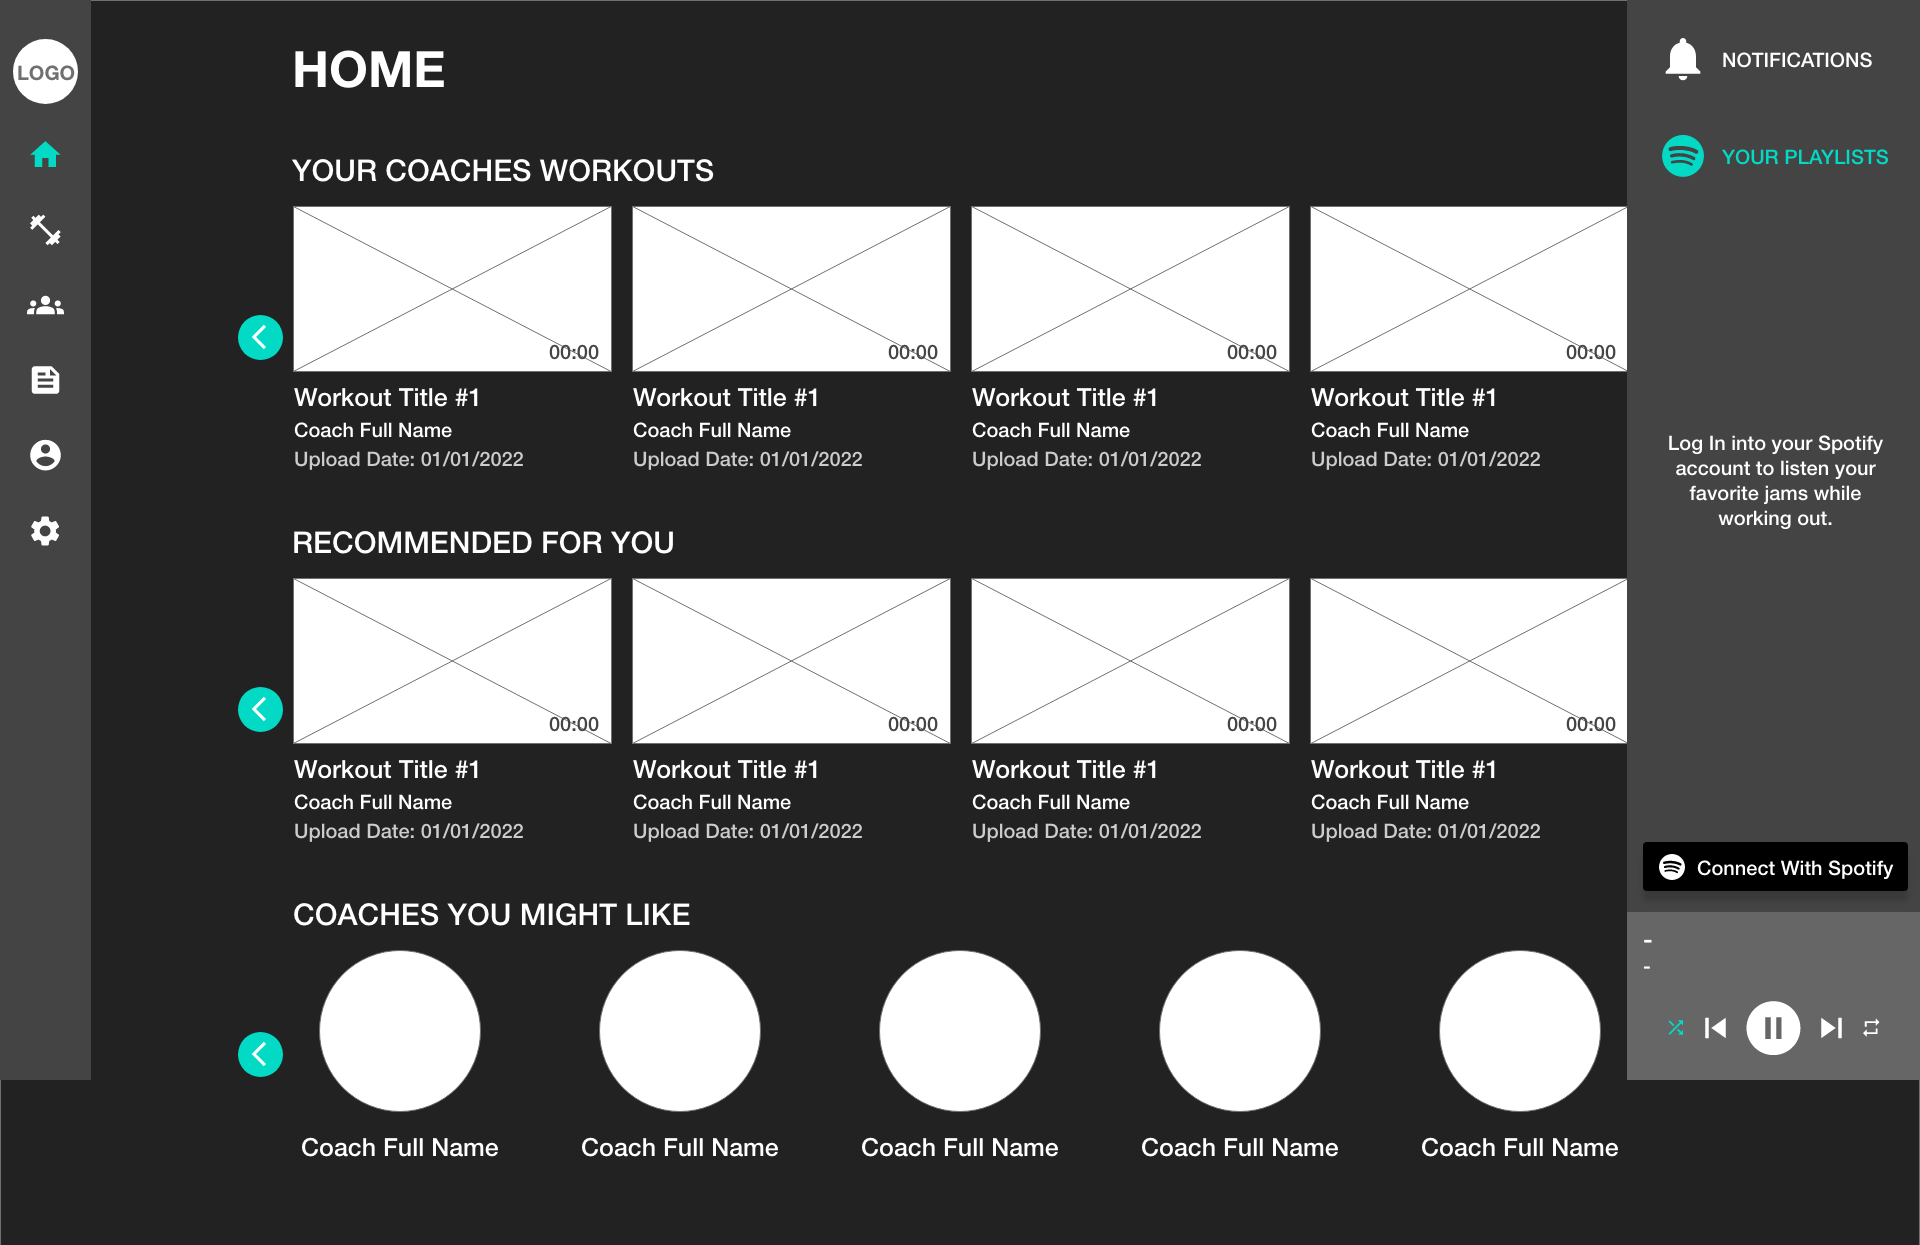 LOGO
HOME
YOUR COACHES WORKOUTS
00:00
00:00
00:00
00:00
Workout Title #1
Workout Title #1
Workout Title #1
Workout Title #1
Coach Full Name
Coach Full Name
Coach Full Name
Coach Full Name
Upload Date: 01/01/2022
Upload Date: 01/01/2022
Upload Date: 01/01/2022
Upload Date: 01/01/2022
RECOMMENDED FOR YOU
00:00
00:00
00:00
00:00
Workout Title #1
Workout Title #1
Workout Title #1
Workout Title #1
Coach Full Name
Coach Full Name
Coach Full Name
Coach Full Name
Upload Date: 01/01/2022
Upload Date: 01/01/2022
Upload Date: 01/01/2022
Upload Date: 01/01/2022
COACHES YOU MIGHT LIKE
Coach Full Name
Coach Full Name
Coach Full Name
Coach Full Name
Coach Full Name
NOTIFICATIONS
YOUR PLAYLISTS
Log In into your Spotify
account to listen your
favorite jams while
working out.
Connect With Spotify
-
-